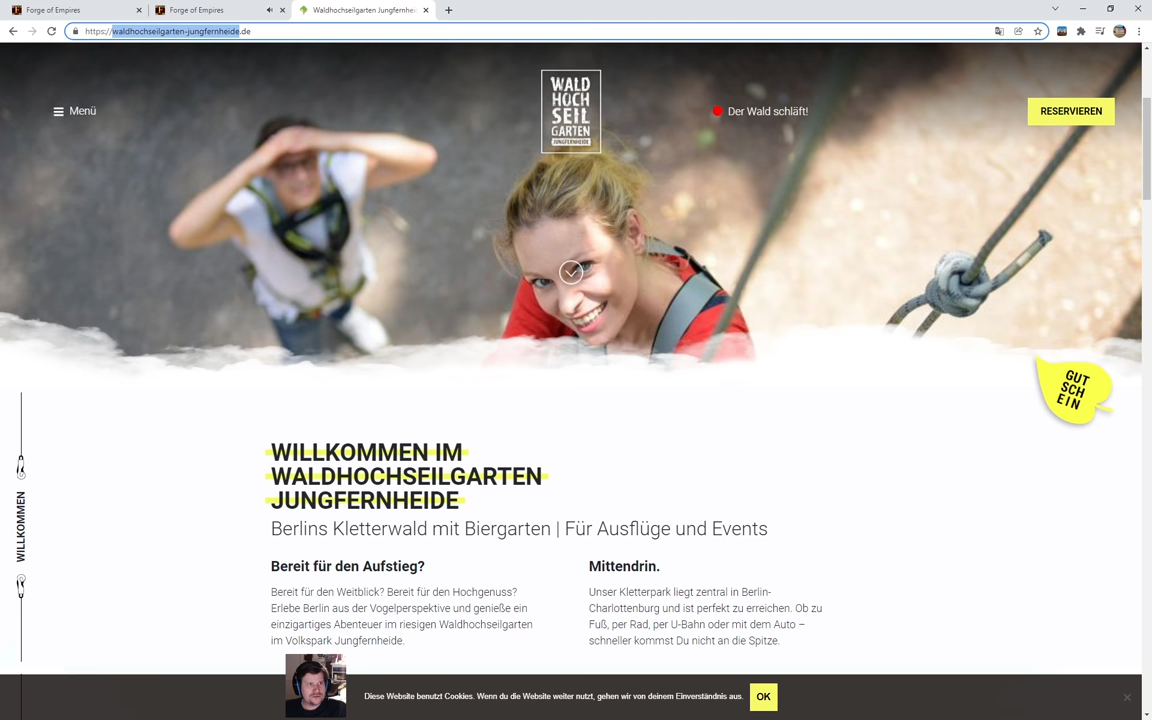 Forge of Empires
Forge of Empires
Waldhochseilgarten Jungfernhei
https://waldhochseilgarten-jungfernheide.de
Menü
WALD
HOCH
SEIL
GARTEN
JUNGFERNHEIDE
Der Wald schläft!
RESERVIEREN
GUT
SCH
EIN
WILLKOMMEN
WILLKOMMEN IM
WALDHOCHSEILGARTEN
JUNGFERNHEIDE
Berlins Kletterwald mit Biergarten | Für Ausflüge und Events
Bereit für den Aufstieg?
Bereit für den Weitblick? Bereit für den Hochgenuss?
Erlebe Berlin aus der Vogelperspektive und genieße ein
einzigartiges Abenteuer im riesigen Waldhochseilgarten
im Volkspark Jungfernheide.
Mittendrin.
Unser Kletterpark liegt zentral in Berlin-
Charlottenburg und ist perfekt zu erreichen. Ob zu
Fuß, per Rad, per U-Bahn oder mit dem Auto –
schneller kommst Du nicht an die Spitze.
Diese Website benutzt Cookies. Wenn du die Website weiter nutzt, gehen wir von deinem Einverständnis aus.
OK